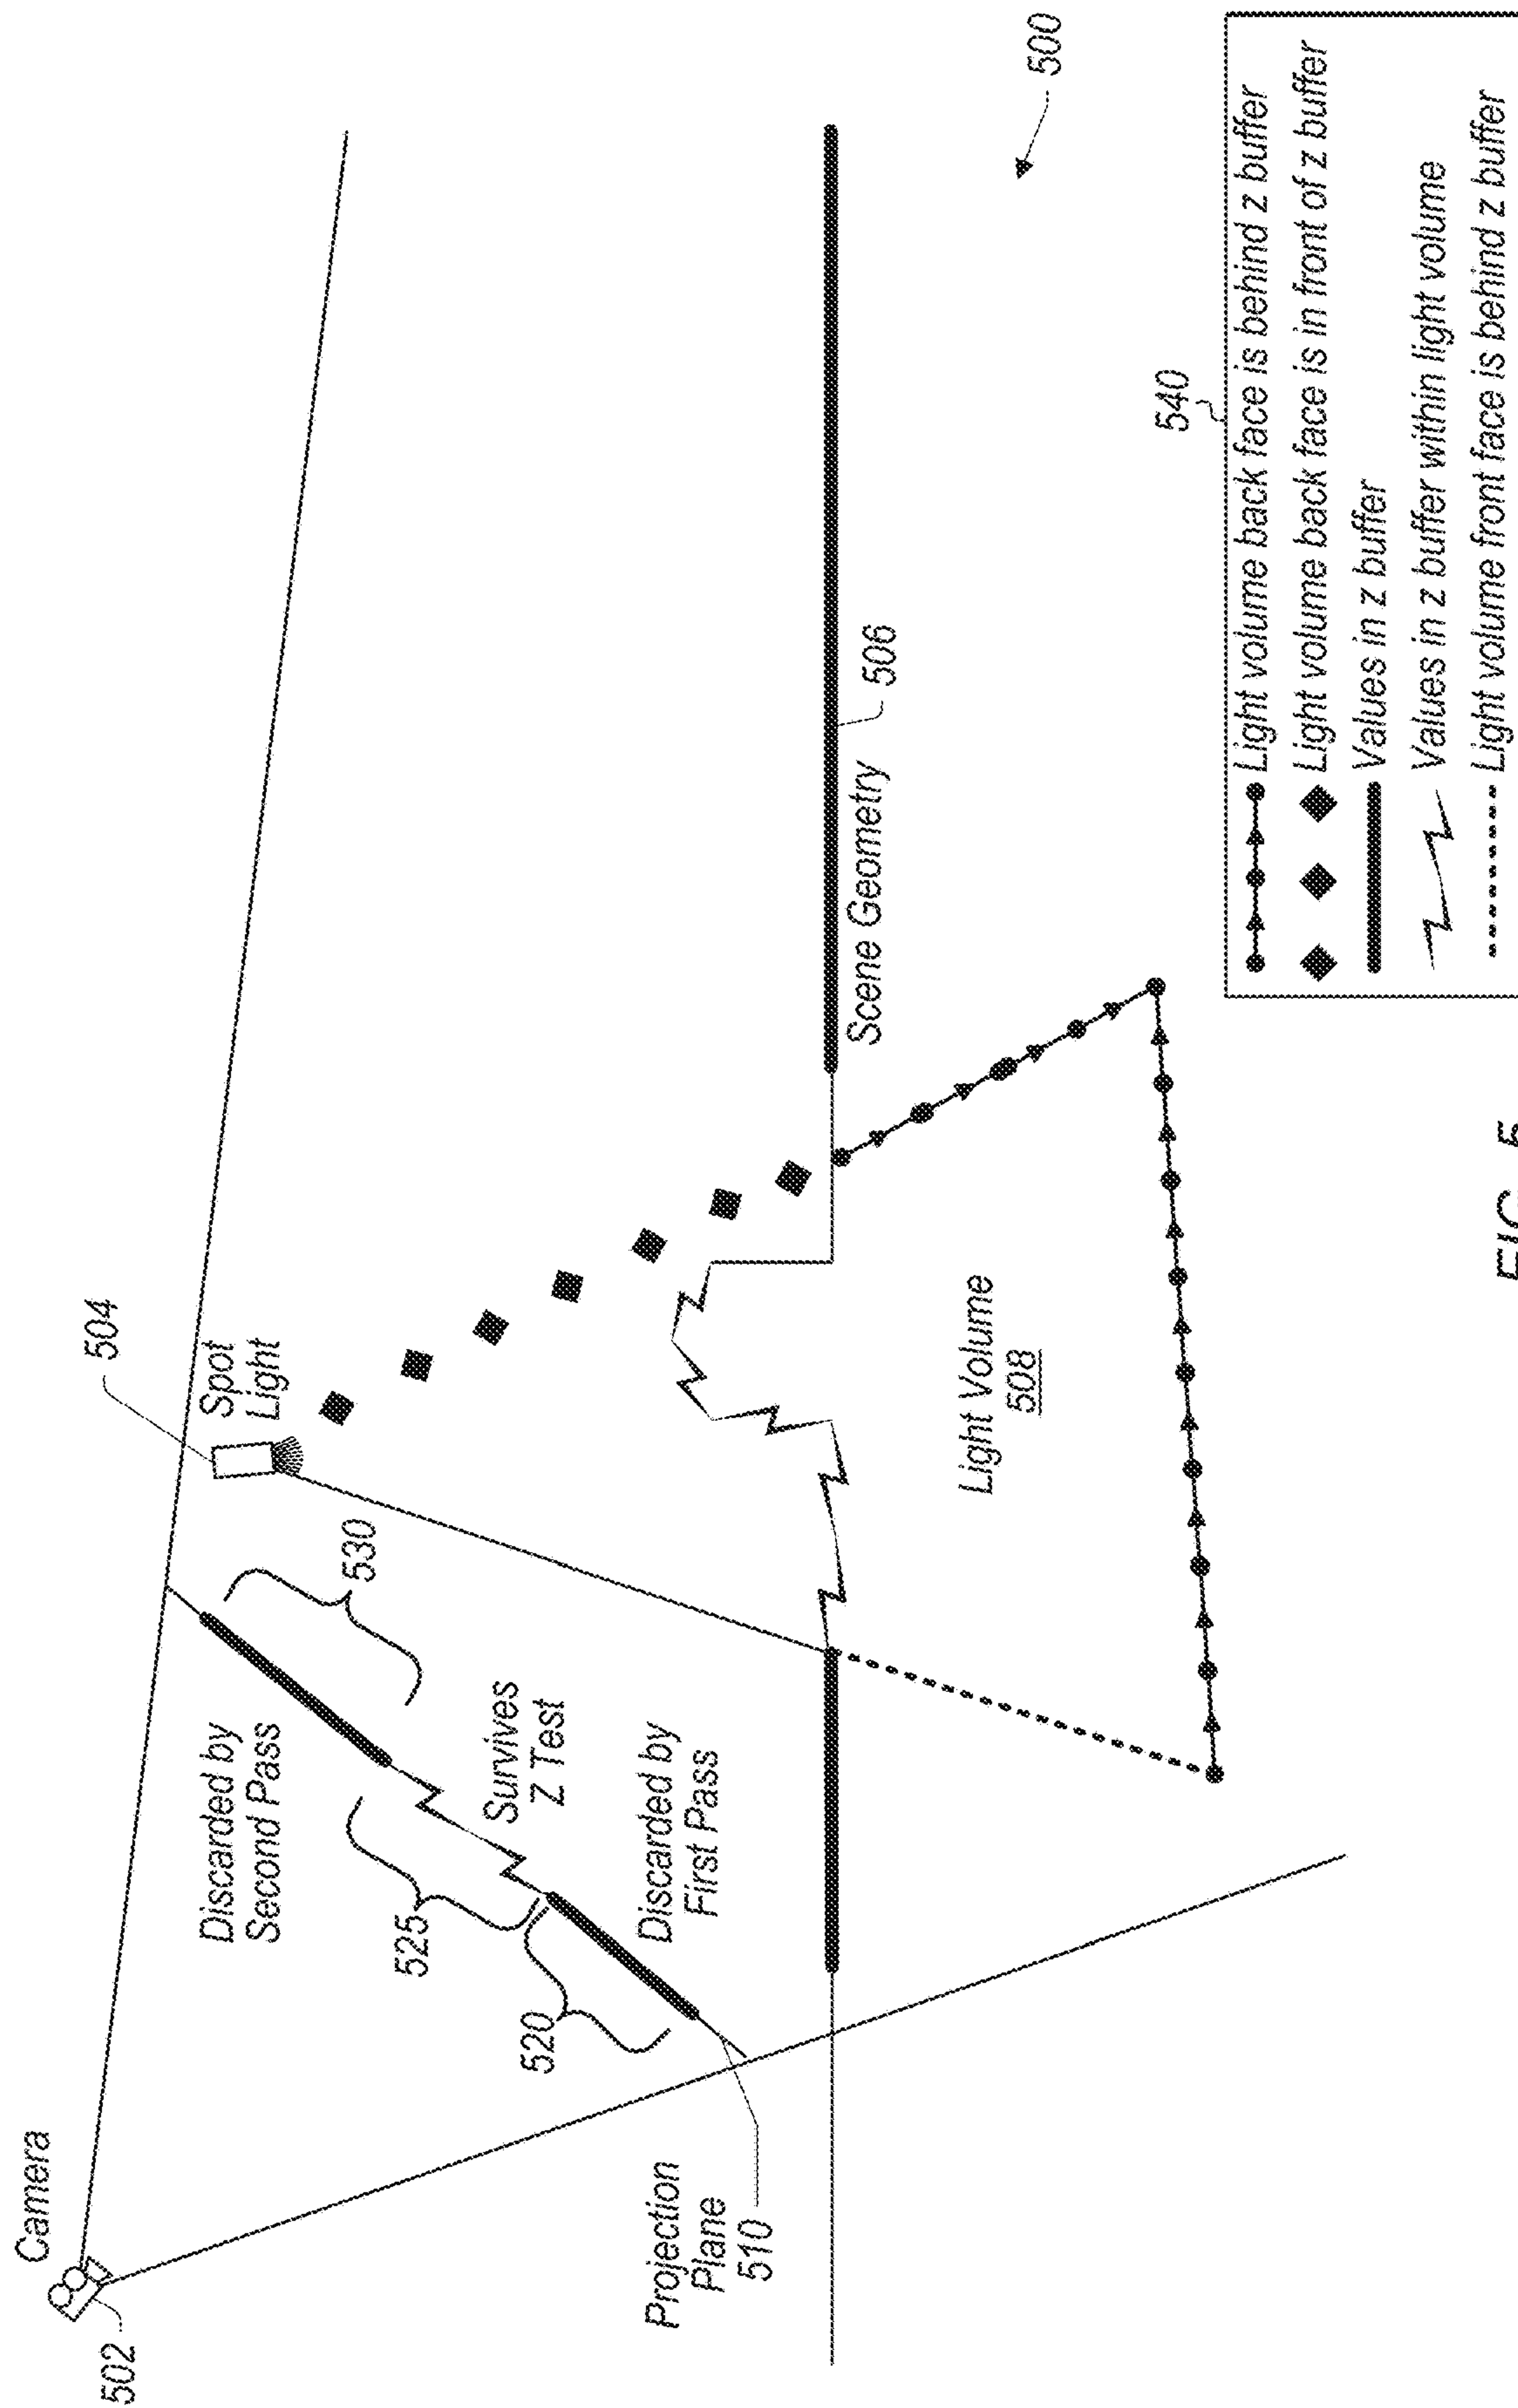 Camera
502
504
Spot
Light
Discarded by
Second Pass
530
Survives
Z Test
525
Discarded by
First Pass
520
Projection
Plane
510
Scene Geometry
506
Light Volume
508
500
540
Light volume back face is behind z buffer
Light volume back face is in front of z buffer
Values in z buffer
Values in z buffer within light volume
Light volume front face is behind z buffer
FIG. 5